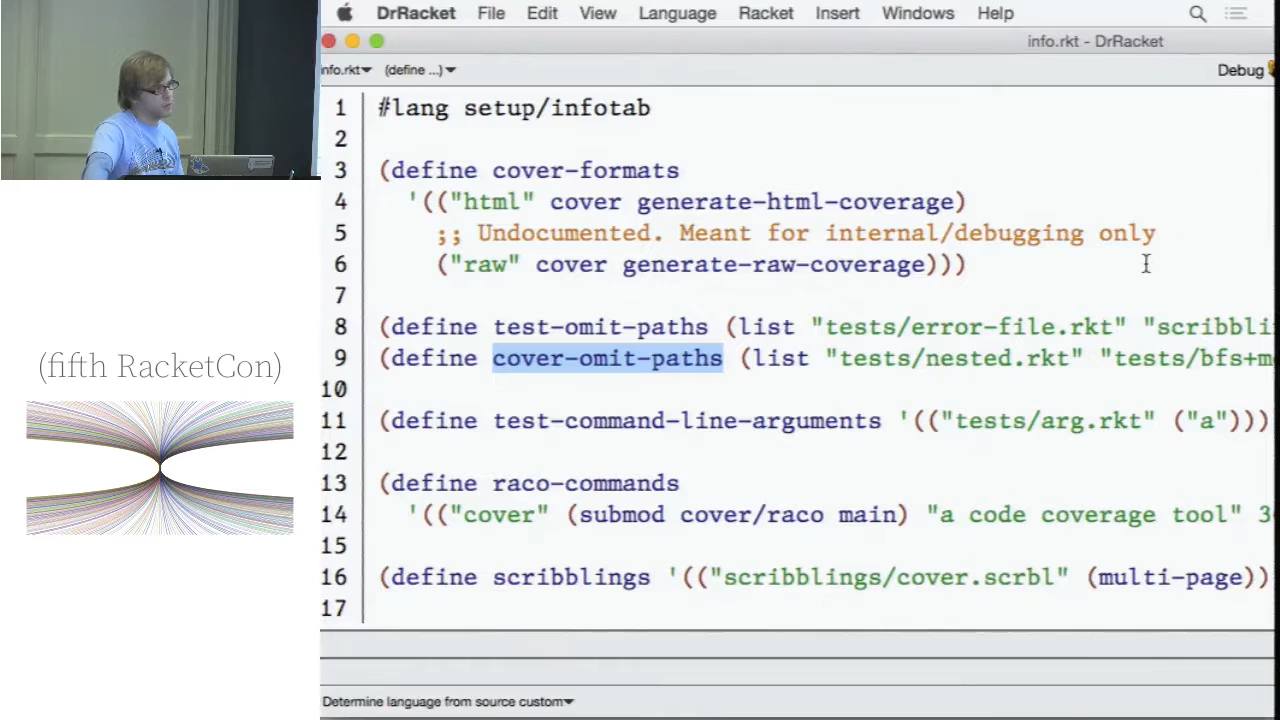 DrRacket File Edit View Language Racket Insert Windows Help
info.rkt - DrRacket
nfo.rkt (define ...) Debug
1 #lang setup/infotab
2
3 (define cover-formats
4 '(("html" cover generate-html-coverage)
5 ;; Undocumented. Meant for internal/debugging only
6 ("raw" cover generate-raw-coverage)))
7
8 (define test-omit-paths (list "tests/error-file.rkt" "scribbli
9 (define cover-omit-paths (list "tests/nested.rkt" "tests/bfs+m
10
11 (define test-command-line-arguments '(("tests/arg.rkt" ("a")))
12
13 (define raco-commands
14 '(("cover" (submod cover/raco main) "a code coverage tool" 3
15
16 (define scribblings '(("scribblings/cover.scrbl" (multi-page))
17
Determine language from source custom
(fifth RacketCon)